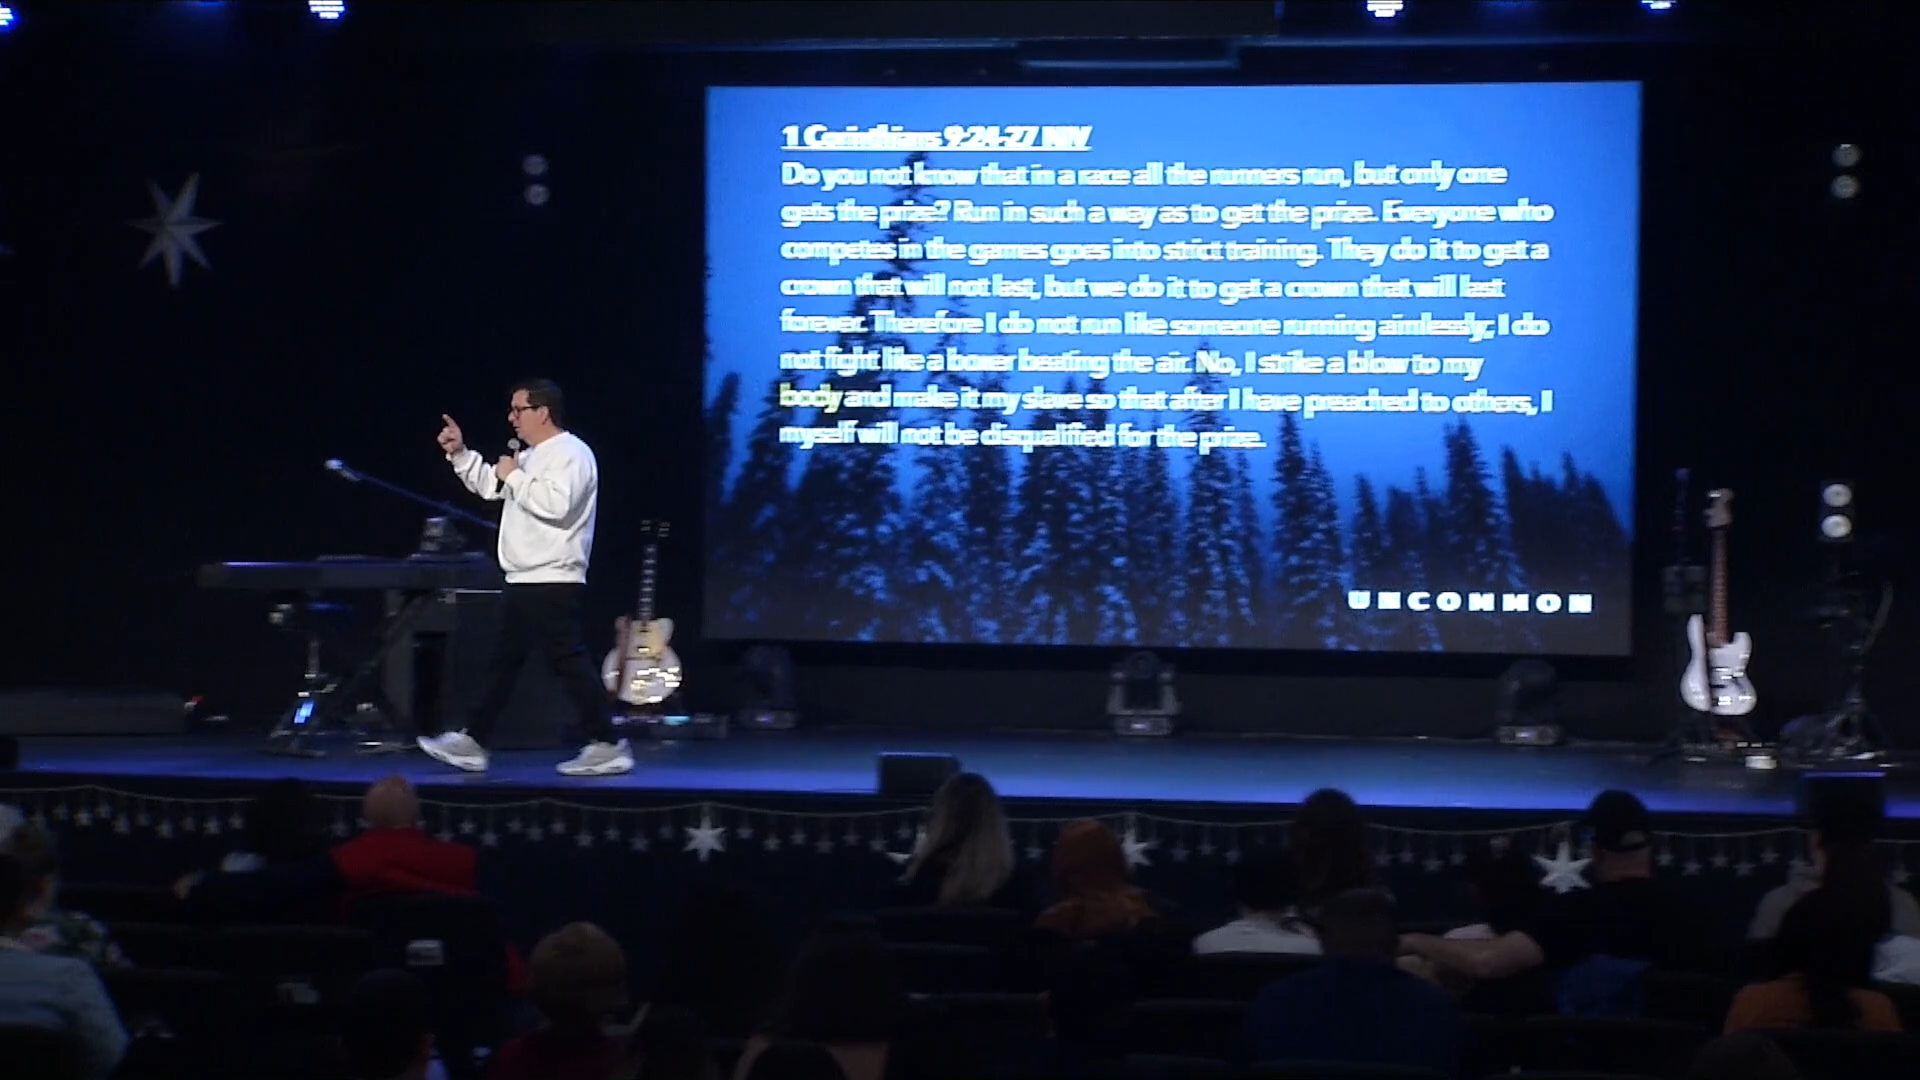 1 Corinthians 9:24-27 NIV
Do you not know that in a race all the runners run, but only one
gets the prize? Run in such a way as to get the prize. Everyone who
competes in the games goes into strict training. They do it to get a
crown that will not last, but we do it to get a crown that will last
forever. Therefore I do not run like someone running aimlessly; I do
not fight like a boxer beating the air. No, I strike a blow to my
body and make it my slave so that after I have preached to others, I
myself will not be disqualified for the prize.
UNCOMMON